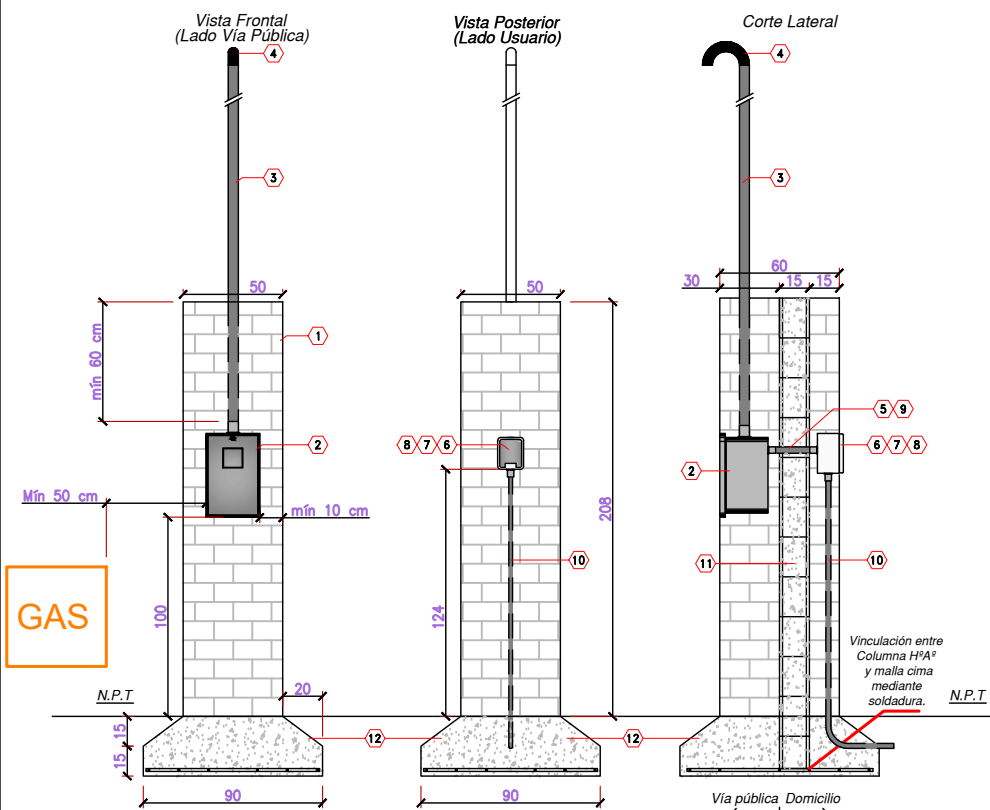 Vista Frontal
(Lado Vía Pública)
Vista Posterior
(Lado Usuario)
Corte Lateral
4
4
3
3
50
50
60
30
15
15
1
mín 60 cm
2
8 7 6
5 9
6 7 8
2
Mín 50 cm
mín 10 cm
208
10
11
10
100
124
GAS
Vinculación entre
Columna HºAº
y malla cima
mediante
soldadura.
N.P.T
20
N.P.T
15
12
12
15
90
90
Vía pública
Domicilio